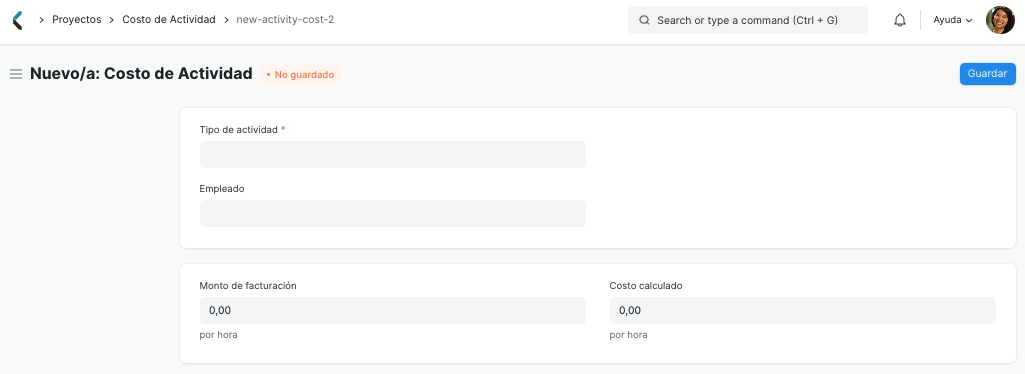 Proyectos Costo de Actividad new-activity-cost-2 Search or type a command (Ctrl + G) Ayuda
Nuevo/a: Costo de Actividad • No guardado Guardar
Tipo de actividad *
Empleado
Monto de facturación Costo calculado
0,00 0,00
por hora por hora